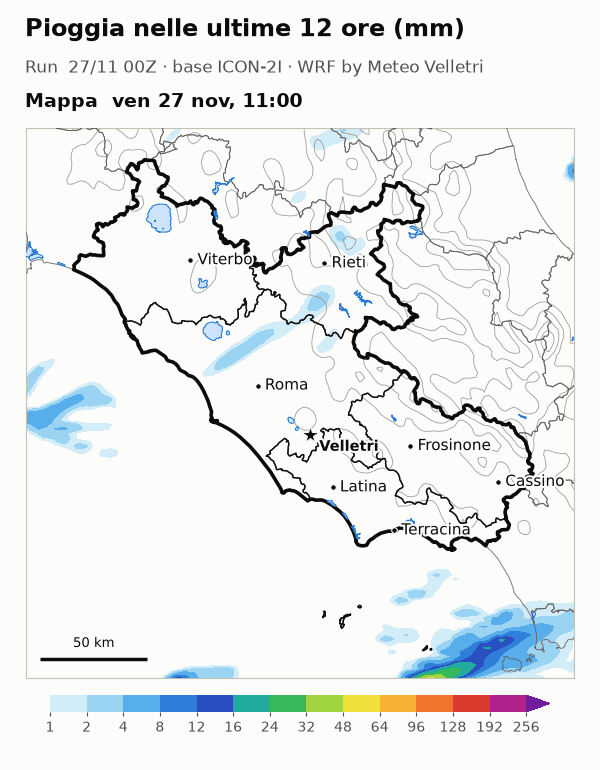 Pioggia nelle ultime 12 ore (mm)
Run  27/11 00Z · base ICON-2I · WRF by Meteo Velletri
Mappa  ven 27 nov, 11:00
Viterbo
Rieti
Roma
Velletri
Frosinone
Cassino
Latina
Terracina
50 km
1 2 4 8 12 16 24 32 48 64 96 128 192 256